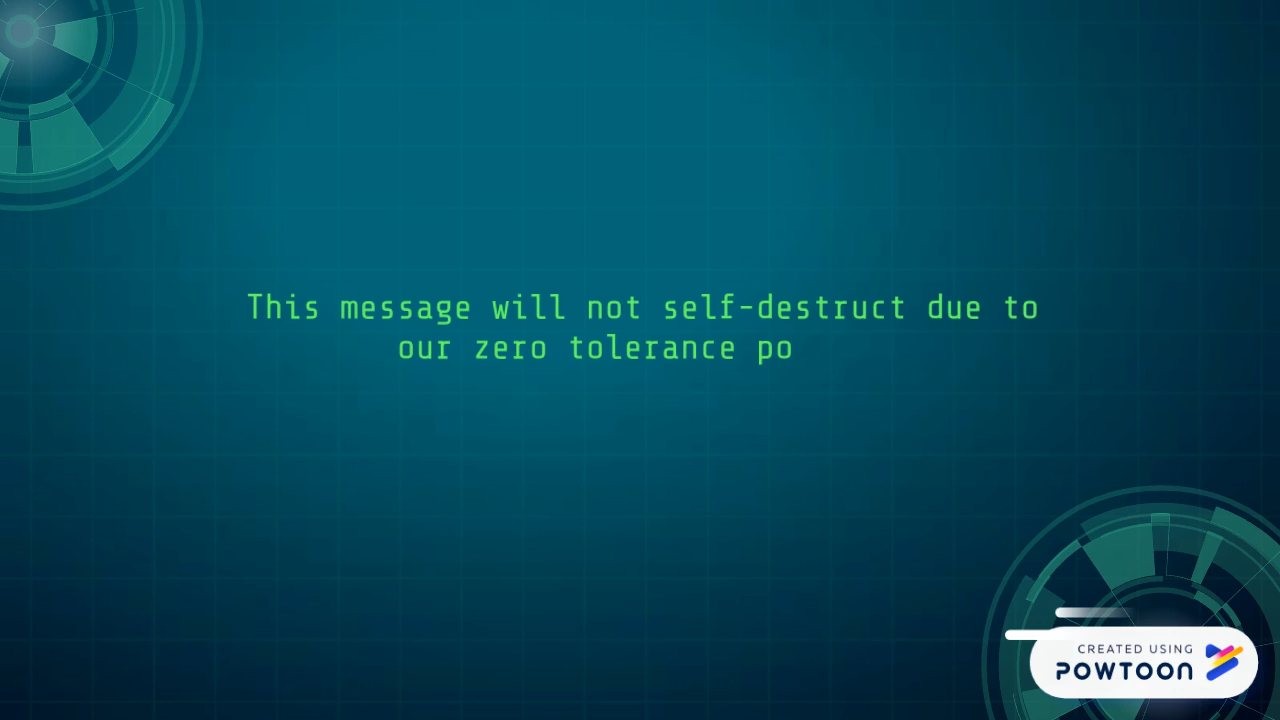 This message will not self-destruct due to
our zero tolerance po
CREATED USING
POWTOON